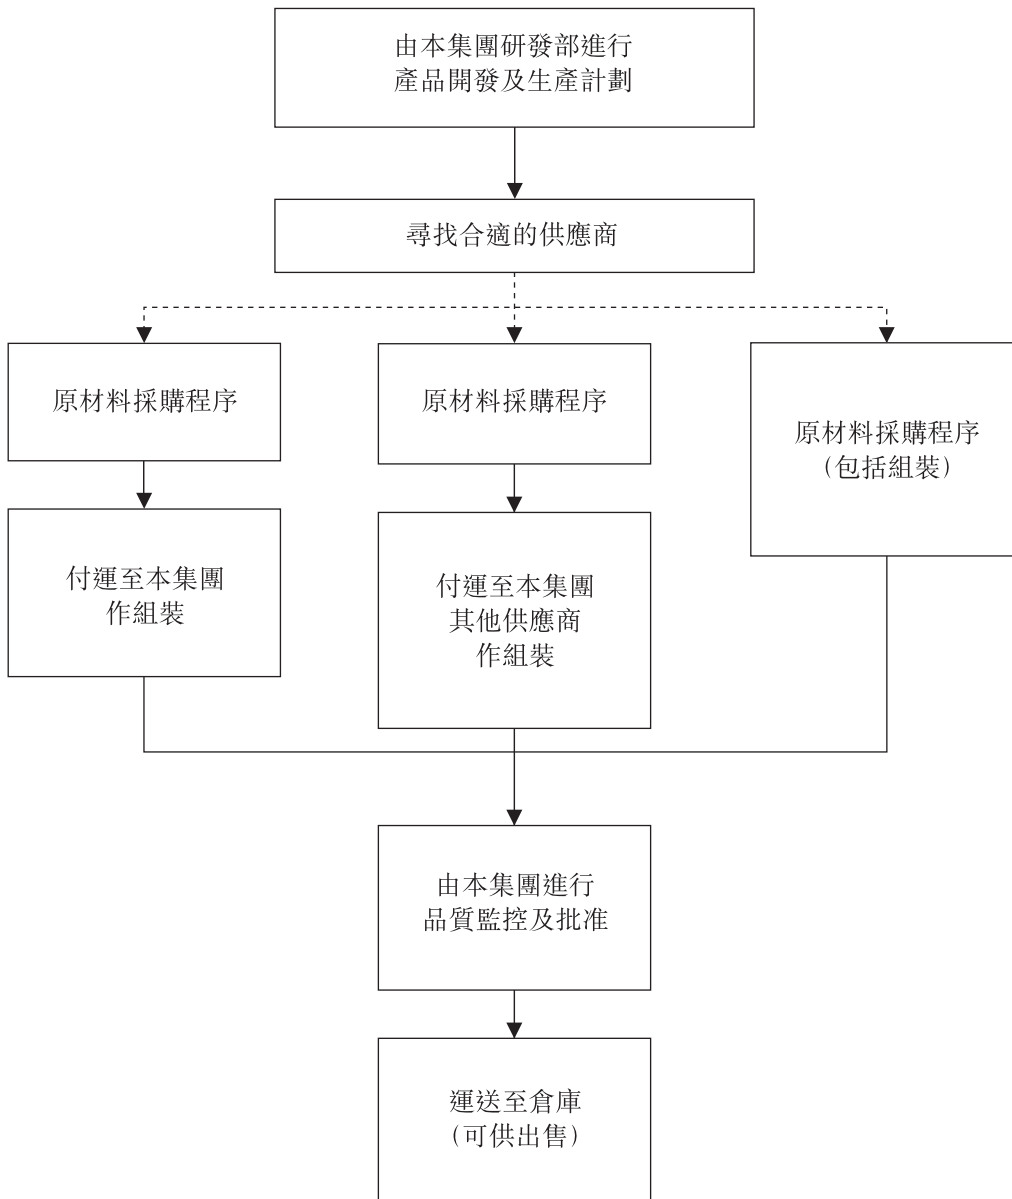 由本集團研發部進行
產品開發及生產計劃
尋找合適的供應商
原材料採購程序
付運至本集團
作組裝
原材料採購程序
付運至本集團
其他供應商
作組裝
原材料採購程序
(包括組裝)
由本集團進行
品質監控及批准
運送至倉庫
(可供出售)